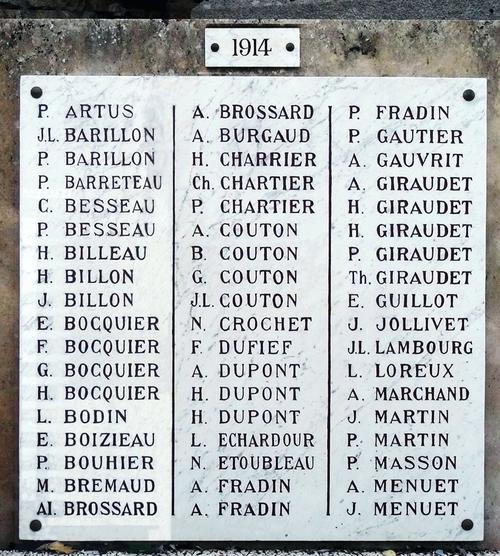 1914
P. ARTUS
J.L. BARILLON
P. BARILLON
P. BARRETEAU
C. BESSEAU
P. BESSEAU
H. BILLEAU
H. BILLON
J. BILLON
E. BOCQUIER
F. BOCQUIER
G. BOCQUIER
H. BOCQUIER
L. BODIN
E. BOIZIEAU
P. BOUHIER
M. BREMAUD
Al. BROSSARD
A. BROSSARD
A. BURGAUD
H. CHARRIER
Ch. CHARTIER
P. CHARTIER
A. COUTON
B. COUTON
G. COUTON
J.L. COUTON
N. CROCHET
F. DUFIEF
A. DUPONT
H. DUPONT
H. DUPONT
L. ECHARDOUR
N. ETOUBLEAU
A. FRADIN
A. FRADIN
P. FRADIN
P. GAUTIER
A. GAUVRIT
A. GIRAUDET
H. GIRAUDET
H. GIRAUDET
P. GIRAUDET
Th. GIRAUDET
E. GUILLOT
J. JOLLIVET
J.L. LAMBOURG
L. LOREUX
A. MARCHAND
J. MARTIN
P. MARTIN
P. MASSON
A. MENUET
J. MENUET